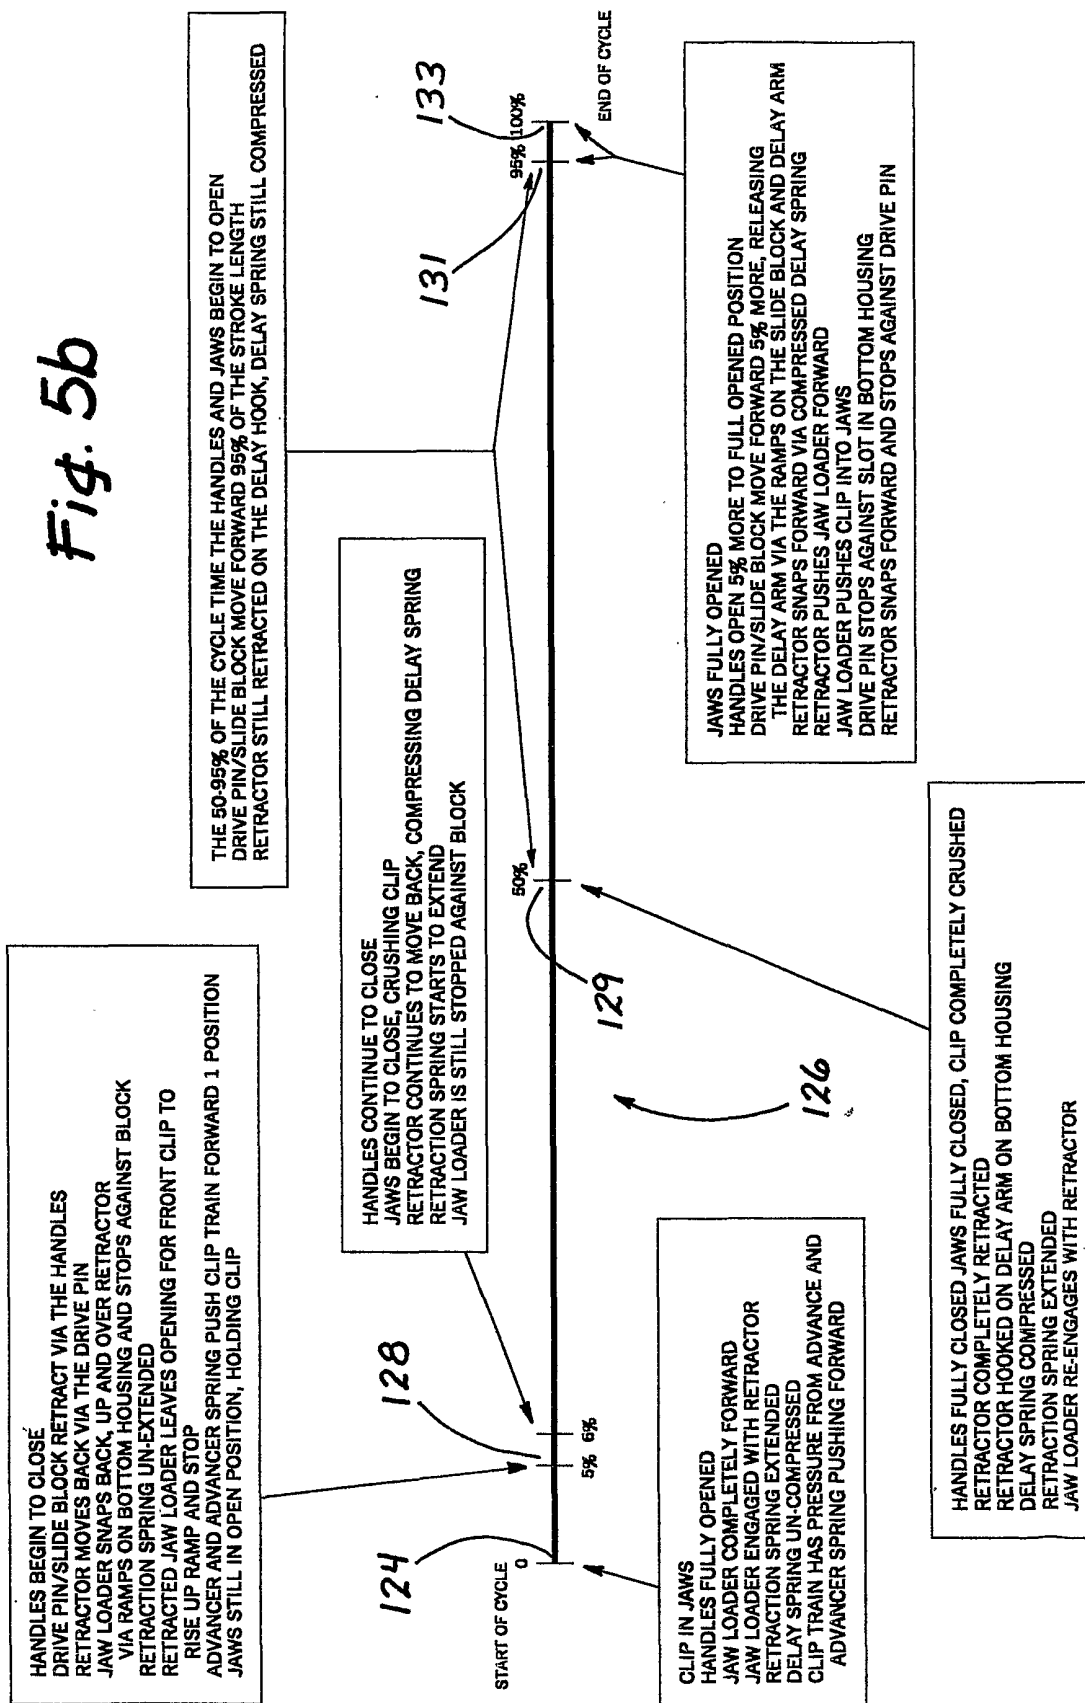 Fig. 5b
HANDLES BEGIN TO CLOSE
DRIVE PIN/SLIDE BLOCK RETRACT VIA THE HANDLES
RETRACTOR MOVES BACK VIA THE DRIVE PIN
JAW LOADER SNAPS BACK, UP AND OVER RETRACTOR
VIA RAMPS ON BOTTOM HOUSING AND STOPS AGAINST BLOCK
RETRACTION SPRING UN-EXTENDED
RETRACTED JAW LOADER LEAVES OPENING FOR FRONT CLIP TO
RISE UP RAMP AND STOP
ADVANCER AND ADVANCER SPRING PUSH CLIP TRAIN FORWARD 1 POSITION
JAWS STILL IN OPEN POSITION, HOLDING CLIP
THE 50-95% OF THE CYCLE TIME THE HANDLES AND JAWS BEGIN TO OPEN
DRIVE PIN/SLIDE BLOCK MOVE FORWARD 95% OF THE STROKE LENGTH
RETRACTOR STILL RETRACTED ON THE DELAY HOOK, DELAY SPRING STILL COMPRESSED
HANDLES CONTINUE TO CLOSE
JAWS BEGIN TO CLOSE, CRUSHING CLIP
RETRACTOR CONTINUES TO MOVE BACK, COMPRESSING DELAY SPRING
RETRACTION SPRING STARTS TO EXTEND
JAW LOADER IS STILL STOPPED AGAINST BLOCK
124
128
129
131
133
START OF CYCLE
0
5%
6%
50%
95%
100%
END OF CYCLE
126
CLIP IN JAWS
HANDLES FULLY OPENED
JAW LOADER COMPLETELY FORWARD
JAW LOADER ENGAGED WITH RETRACTOR
RETRACTION SPRING EXTENDED
DELAY SPRING UN-COMPRESSED
CLIP TRAIN HAS PRESSURE FROM ADVANCE AND
ADVANCER SPRING PUSHING FORWARD
HANDLES FULLY CLOSED JAWS FULLY CLOSED, CLIP COMPLETELY CRUSHED
RETRACTOR COMPLETELY RETRACTED
RETRACTOR HOOKED ON DELAY ARM ON BOTTOM HOUSING
DELAY SPRING COMPRESSED
RETRACTION SPRING EXTENDED
JAW LOADER RE-ENGAGES WITH RETRACTOR
JAWS FULLY OPENED
HANDLES OPEN 5% MORE TO FULL OPENED POSITION
DRIVE PIN/SLIDE BLOCK MOVE FORWARD 5% MORE, RELEASING
THE DELAY ARM VIA THE RAMPS ON THE SLIDE BLOCK AND DELAY ARM
RETRACTOR SNAPS FORWARD VIA COMPRESSED DELAY SPRING
RETRACTOR PUSHES JAW LOADER FORWARD
JAW LOADER PUSHES CLIP INTO JAWS
DRIVE PIN STOPS AGAINST SLOT IN BOTTOM HOUSING
RETRACTOR SNAPS FORWARD AND STOPS AGAINST DRIVE PIN